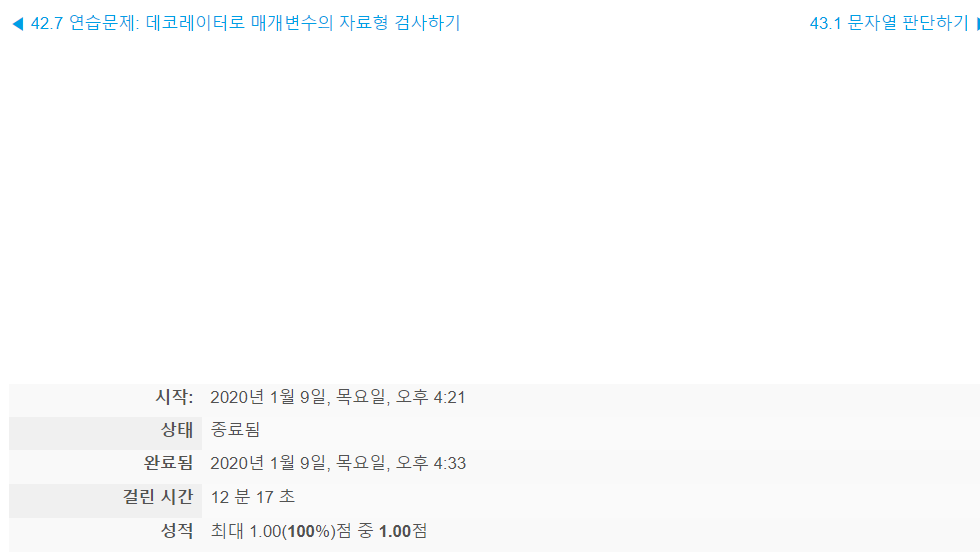 ◀ 42.7 연습문제: 데코레이터로 매개변수의 자료형 검사하기
43.1 문자열 판단하기 ▶
시작: 2020년 1월 9일, 목요일, 오후 4:21
상태 종료됨
완료됨 2020년 1월 9일, 목요일, 오후 4:33
걸린 시간 12 분 17 초
성적 최대 1.00(100%)점 중 1.00점